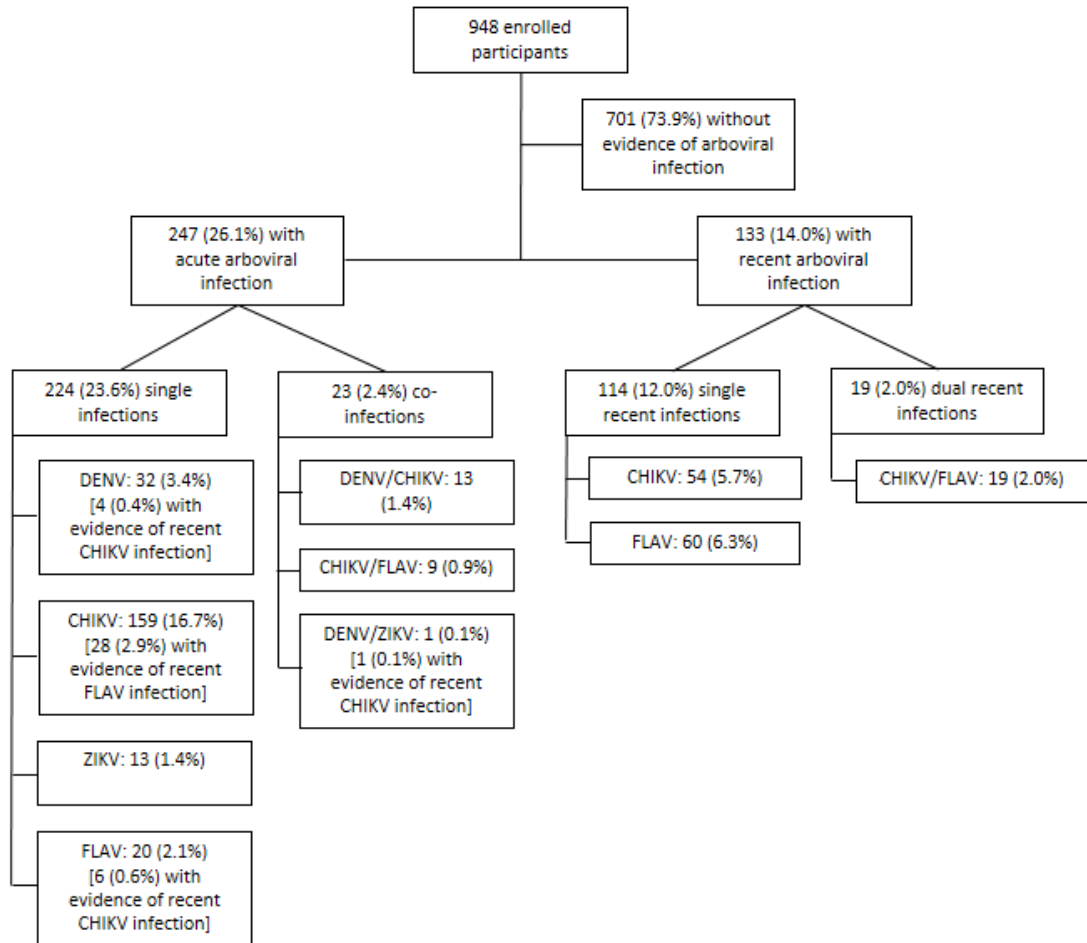 948 enrolled
participants
701 (73.9%) without
evidence of arboviral
infection
247 (26.1%) with
acute arboviral
infection
133 (14.0%) with
recent arboviral
infection
224 (23.6%) single
infections
23 (2.4%) co-
infections
114 (12.0%) single
recent infections
19 (2.0%) dual recent
infections
DENV: 32 (3.4%)
[4 (0.4%) with
evidence of recent
CHIKV infection]
CHIKV: 159 (16.7%)
[28 (2.9%) with
evidence of recent
FLAV infection]
ZIKV: 13 (1.4%)
FLAV: 20 (2.1%)
[6 (0.6%) with
evidence of recent
CHIKV infection]
DENV/CHIKV: 13
(1.4%)
CHIKV/FLAV: 9 (0.9%)
DENV/ZIKV: 1 (0.1%)
[1 (0.1%) with
evidence of recent
CHIKV infection]
CHIKV: 54 (5.7%)
FLAV: 60 (6.3%)
CHIKV/FLAV: 19 (2.0%)